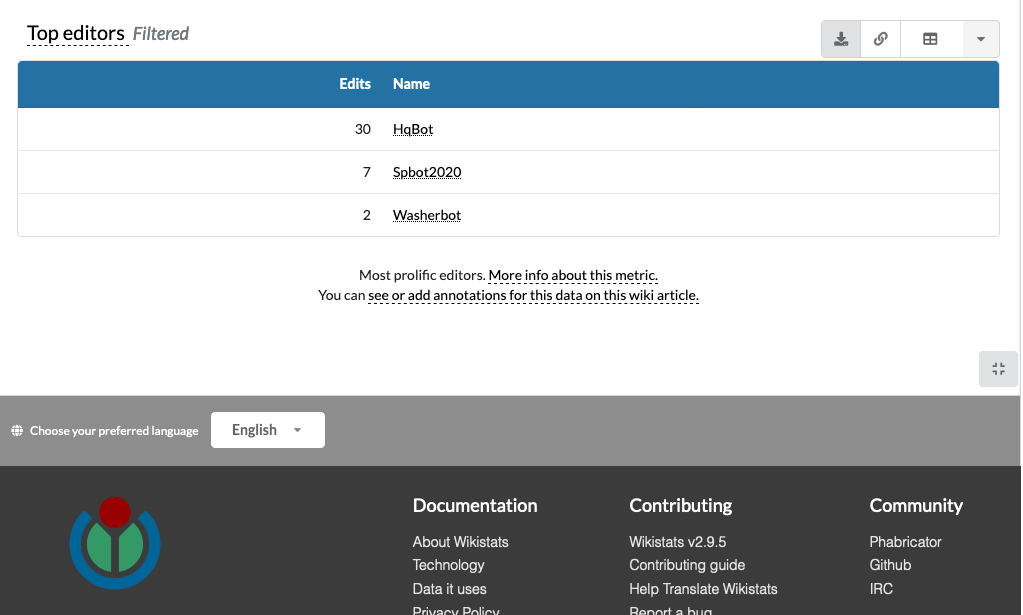 Top editors Filtered
Edits Name
30 HqBot
7 Spbot2020
2 Washerbot
Most prolific editors. More info about this metric.
You can see or add annotations for this data on this wiki article.
Choose your preferred language English
Documentation
About Wikistats
Technology
Data it uses
Privacy Policy
Contributing
Wikistats v2.9.5
Contributing guide
Help Translate Wikistats
Report a bug
Community
Phabricator
Github
IRC